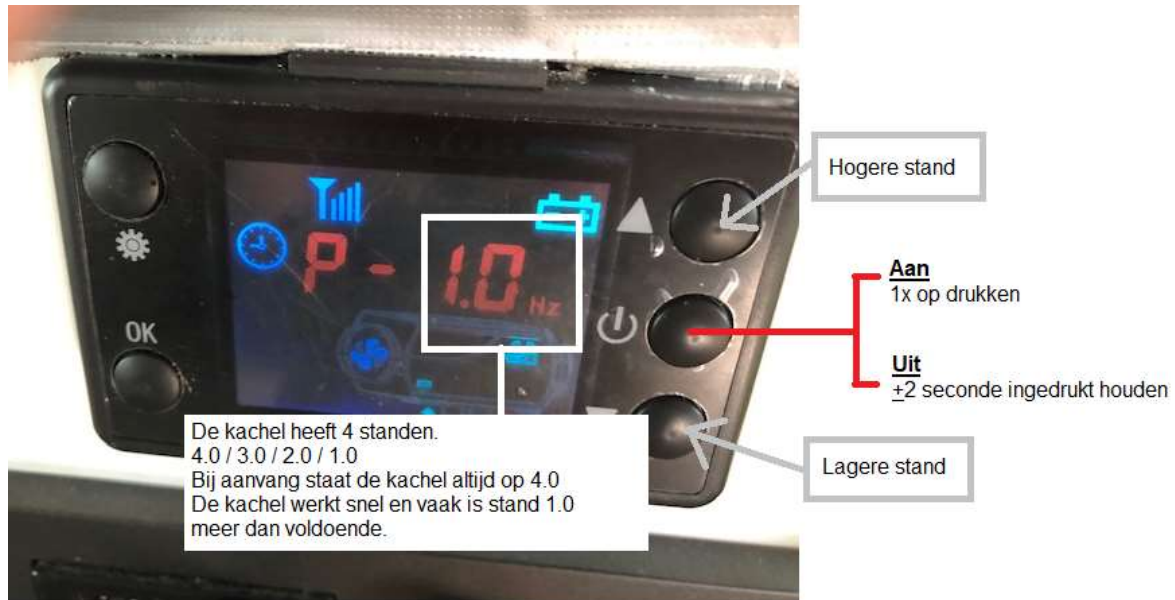 Hogere stand
P - 1.0 Hz
Aan
1x op drukken
OK
Uit
+2 seconde ingedrukt houden
De kachel heeft 4 standen.
4.0 / 3.0 / 2.0 / 1.0
Bij aanvang staat de kachel altijd op 4.0
De kachel werkt snel en vaak is stand 1.0
meer dan voldoende.
Lagere stand